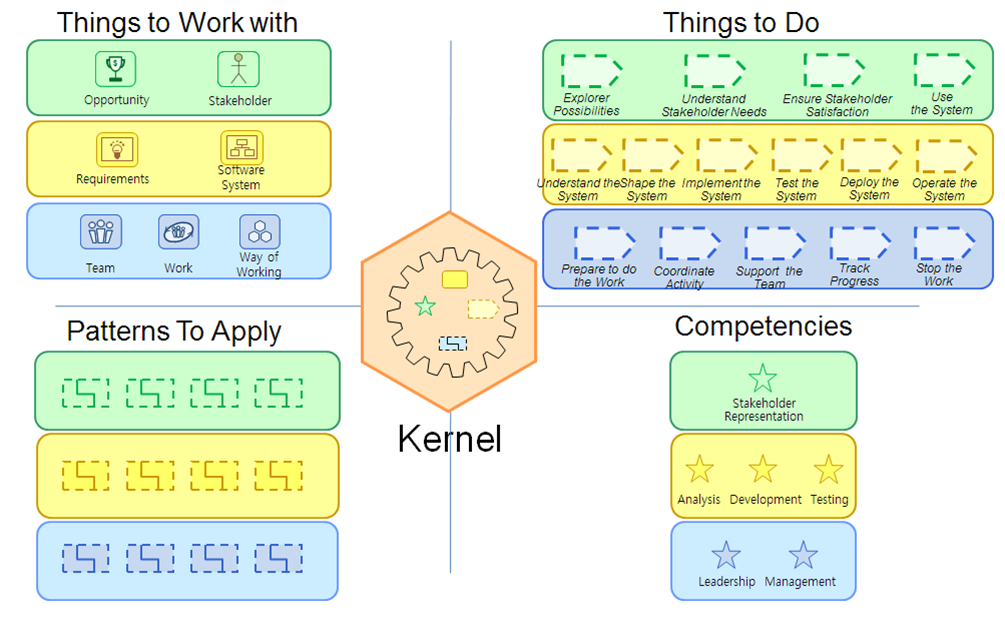 Things to Work with
Opportunity
Stakeholder
Requirements
Software
System
Team
Work
Way of
Working
Things to Do
Explorer
Possibilities
Understand
Stakeholder Needs
Ensure Stakeholder
Satisfaction
Use
the System
Understand the
System
Shape the
System
Implement the
System
Test the
System
Deploy the
System
Operate the
System
Prepare to do
the Work
Coordinate
Activity
Support the
Team
Track
Progress
Stop the
Work
Patterns To Apply
Kernel
Competencies
Stakeholder
Representation
Analysis
Development
Testing
Leadership
Management